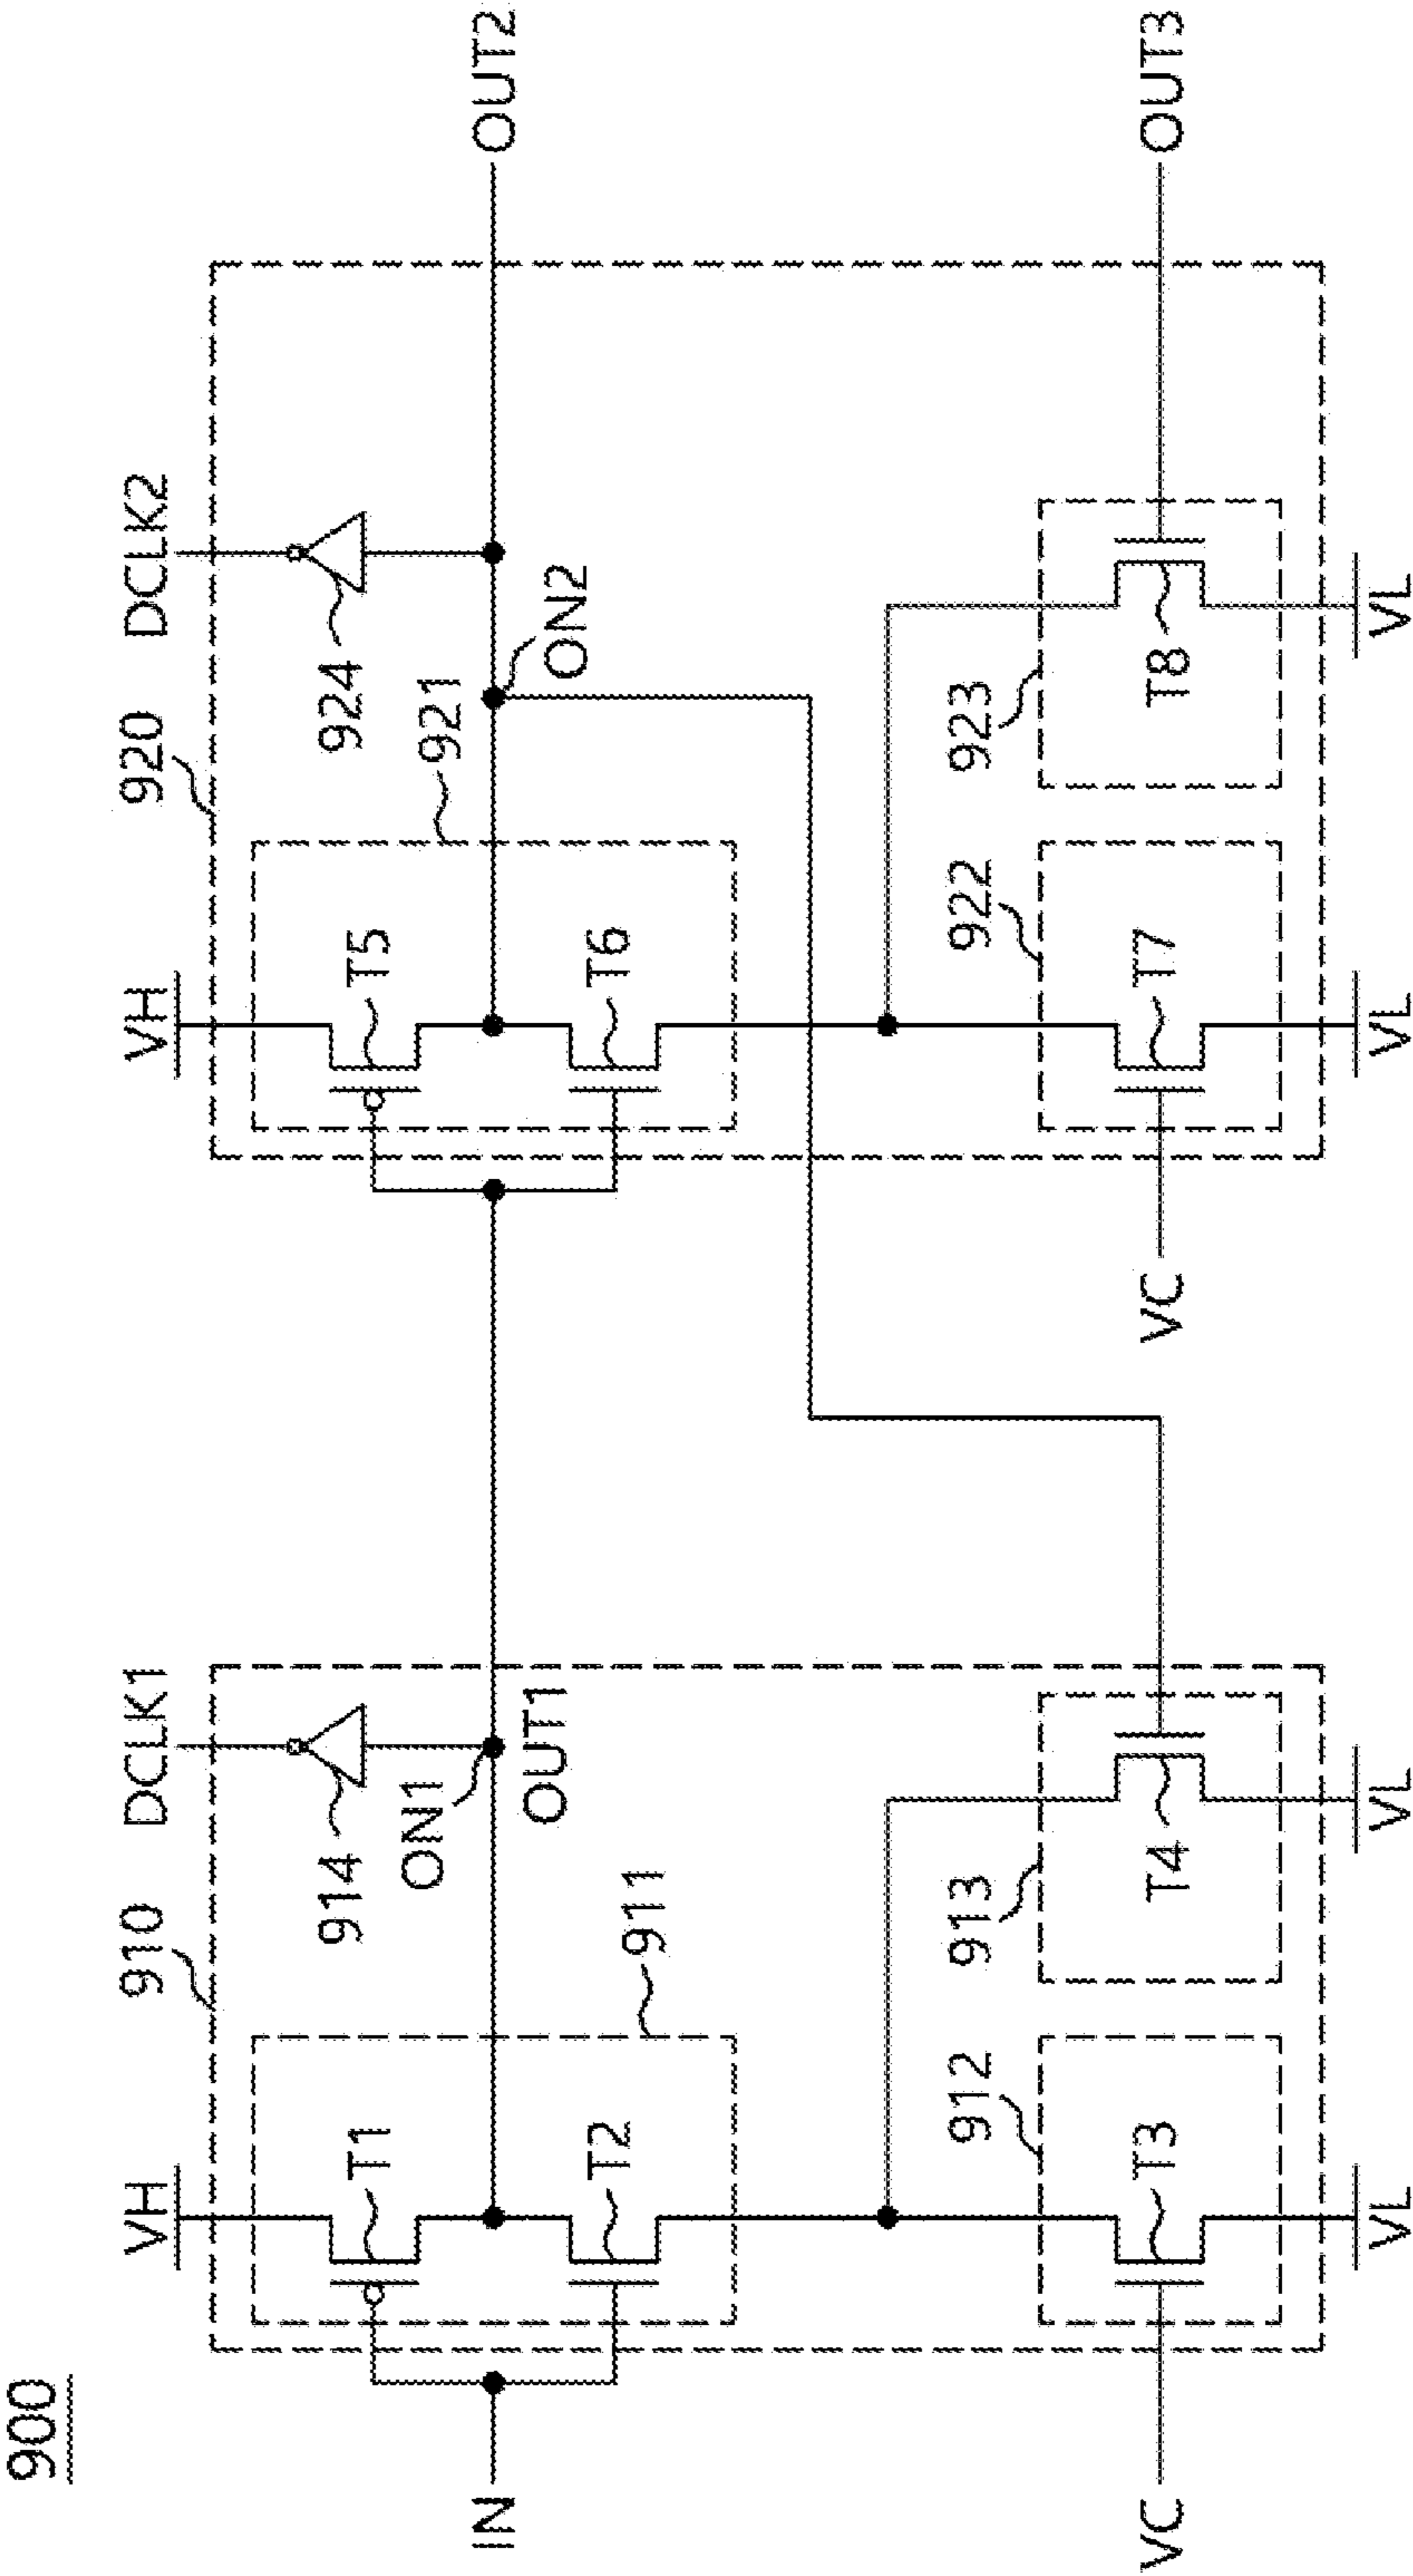 900
VH
910
DCLK1
VH
920
DCLK2
T1
914
T5
924
ON1
921
IN
OUT1
ON2
OUT2
T2
911
T6
912
913
922
923
VC
T3
T4
VC
T7
T8
OUT3
VL
VL
VL
VL